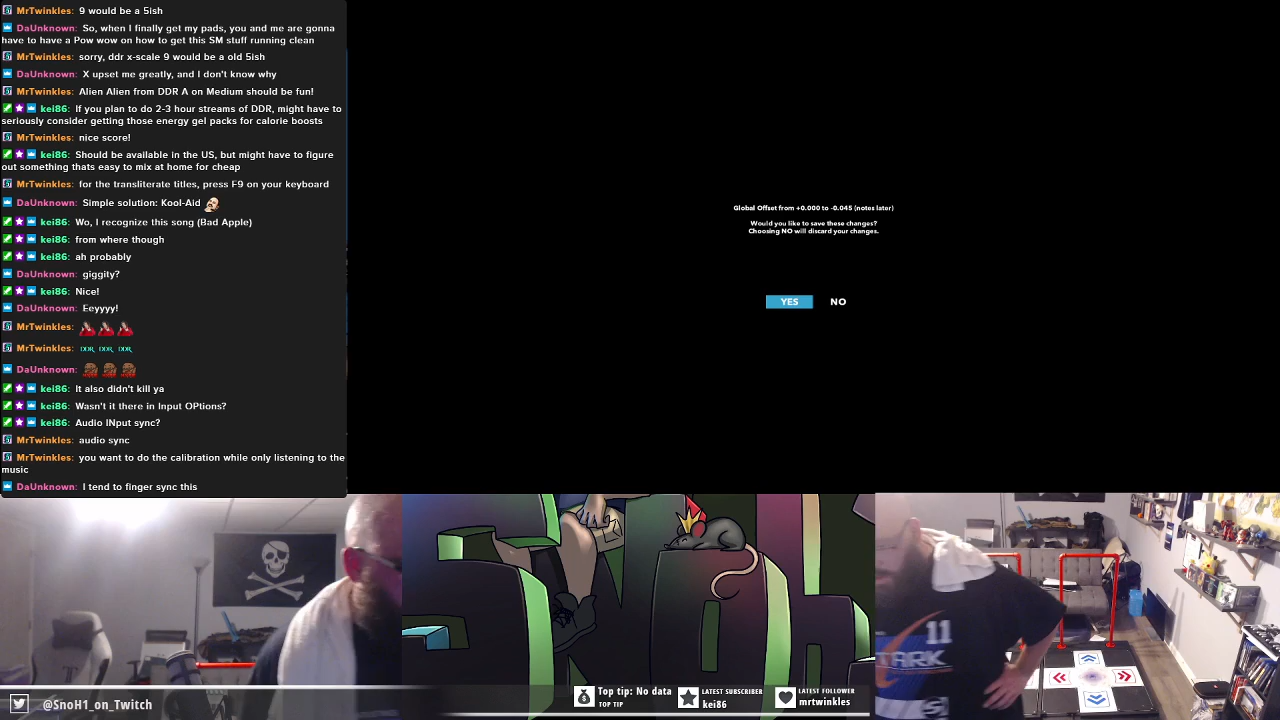 MrTwinkles: 9 would be a 5ish
DaUnknown: So, when I finally get my pads, you and me are gonna
have to have a Pow wow on how to get this SM stuff running clean
MrTwinkles: sorry, ddr x-scale 9 would be a old 5ish
DaUnknown: X upset me greatly, and I don't know why
MrTwinkles: Alien Alien from DDR A on Medium should be fun!
kei86: If you plan to do 2-3 hour streams of DDR, might have to
seriously consider getting those energy gel packs for calorie boosts
MrTwinkles: nice score!
kei86: Should be available in the US, but might have to figure
out something thats easy to mix at home for cheap
MrTwinkles: for the transliterate titles, press F9 on your keyboard
DaUnknown: Simple solution: Kool-Aid
kei86: Wo, I recognize this song (Bad Apple)
kei86: from where though
kei86: ah probably
DaUnknown: giggity?
kei86: Nice!
DaUnknown: Eeyyyy!
MrTwinkles:
MrTwinkles: DDR DDR DDR
DaUnknown:
kei86: It also didn't kill ya
kei86: Wasn't it there in Input OPtions?
kei86: Audio INput sync?
MrTwinkles: audio sync
MrTwinkles: you want to do the calibration while only listening to the
music
DaUnknown: I tend to finger sync this
Global Offset from +0.000 to -0.045 (notes later)
Would you like to save these changes?
Choosing NO will discard your changes.
YES NO
11
TARK
@SnoH1_on_Twitch
Top tip: No data
TOP TIP
LATEST SUBSCRIBER
kei86
LATEST FOLLOWER
mrtwinkles